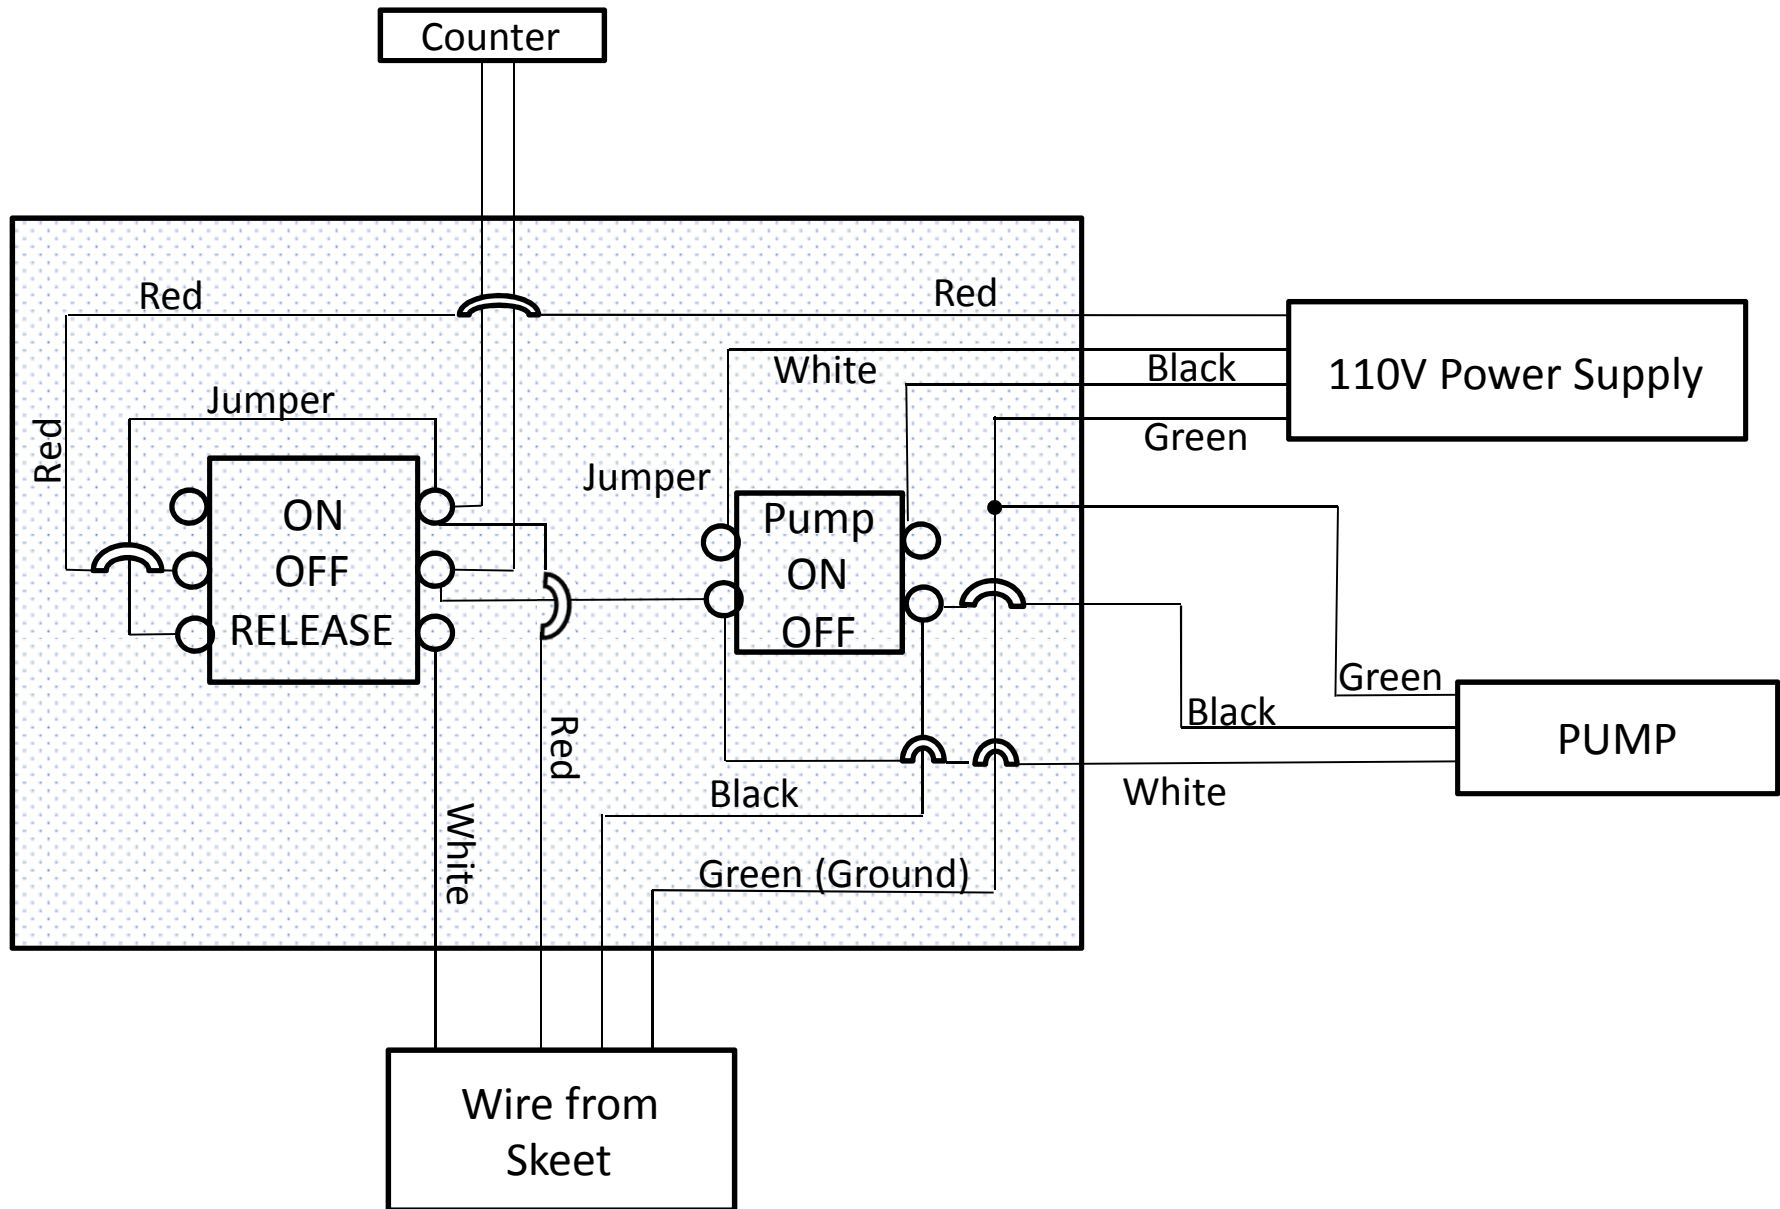 Counter
Red
Red
White
Black
110V Power Supply
Jumper
Green
Red
Jumper
ON
OFF
RELEASE
Pump
ON
OFF
Green
Black
PUMP
Red
White
Black
White
Green (Ground)
Wire from
Skeet